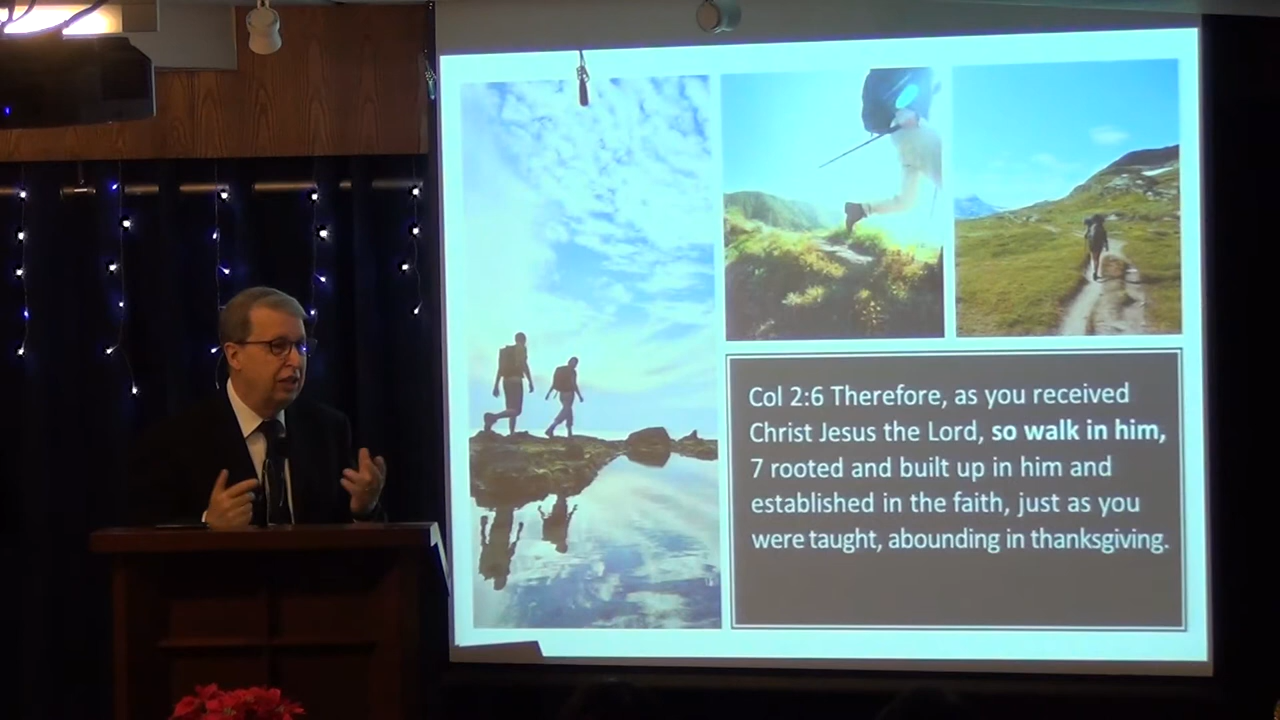 Col 2:6 Therefore, as you received
Christ Jesus the Lord, so walk in him,
7 rooted and built up in him and
established in the faith, just as you
were taught, abounding in thanksgiving.